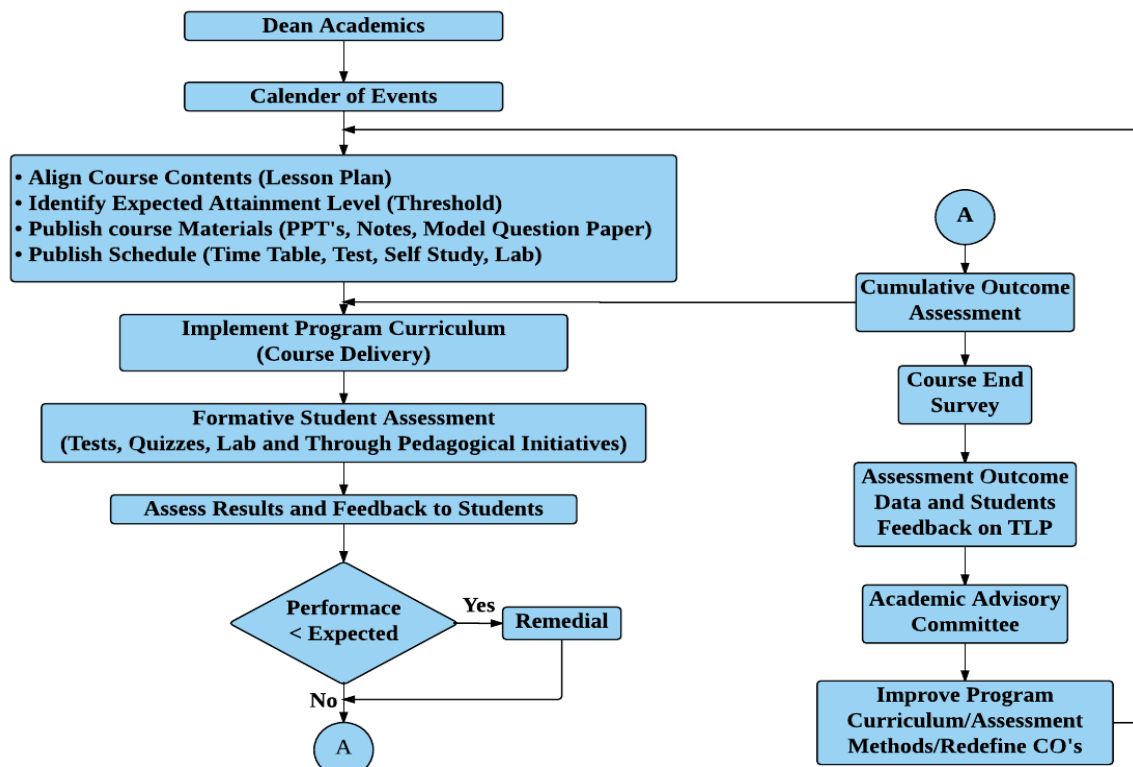 Dean Academics
Calender of Events
• Align Course Contents (Lesson Plan)
• Identify Expected Attainment Level (Threshold)
• Publish course Materials (PPT's, Notes, Model Question Paper)
• Publish Schedule (Time Table, Test, Self Study, Lab)
Implement Program Curriculum
(Course Delivery)
Formative Student Assessment
(Tests, Quizzes, Lab and Through Pedagogical Initiatives)
Assess Results and Feedback to Students
Performace
< Expected
Yes
Remedial
No
A
A
Cumulative Outcome
Assessment
Course End
Survey
Assessment Outcome
Data and Students
Feedback on TLP
Academic Advisory
Committee
Improve Program
Curriculum/Assessment
Methods/Redefine CO's